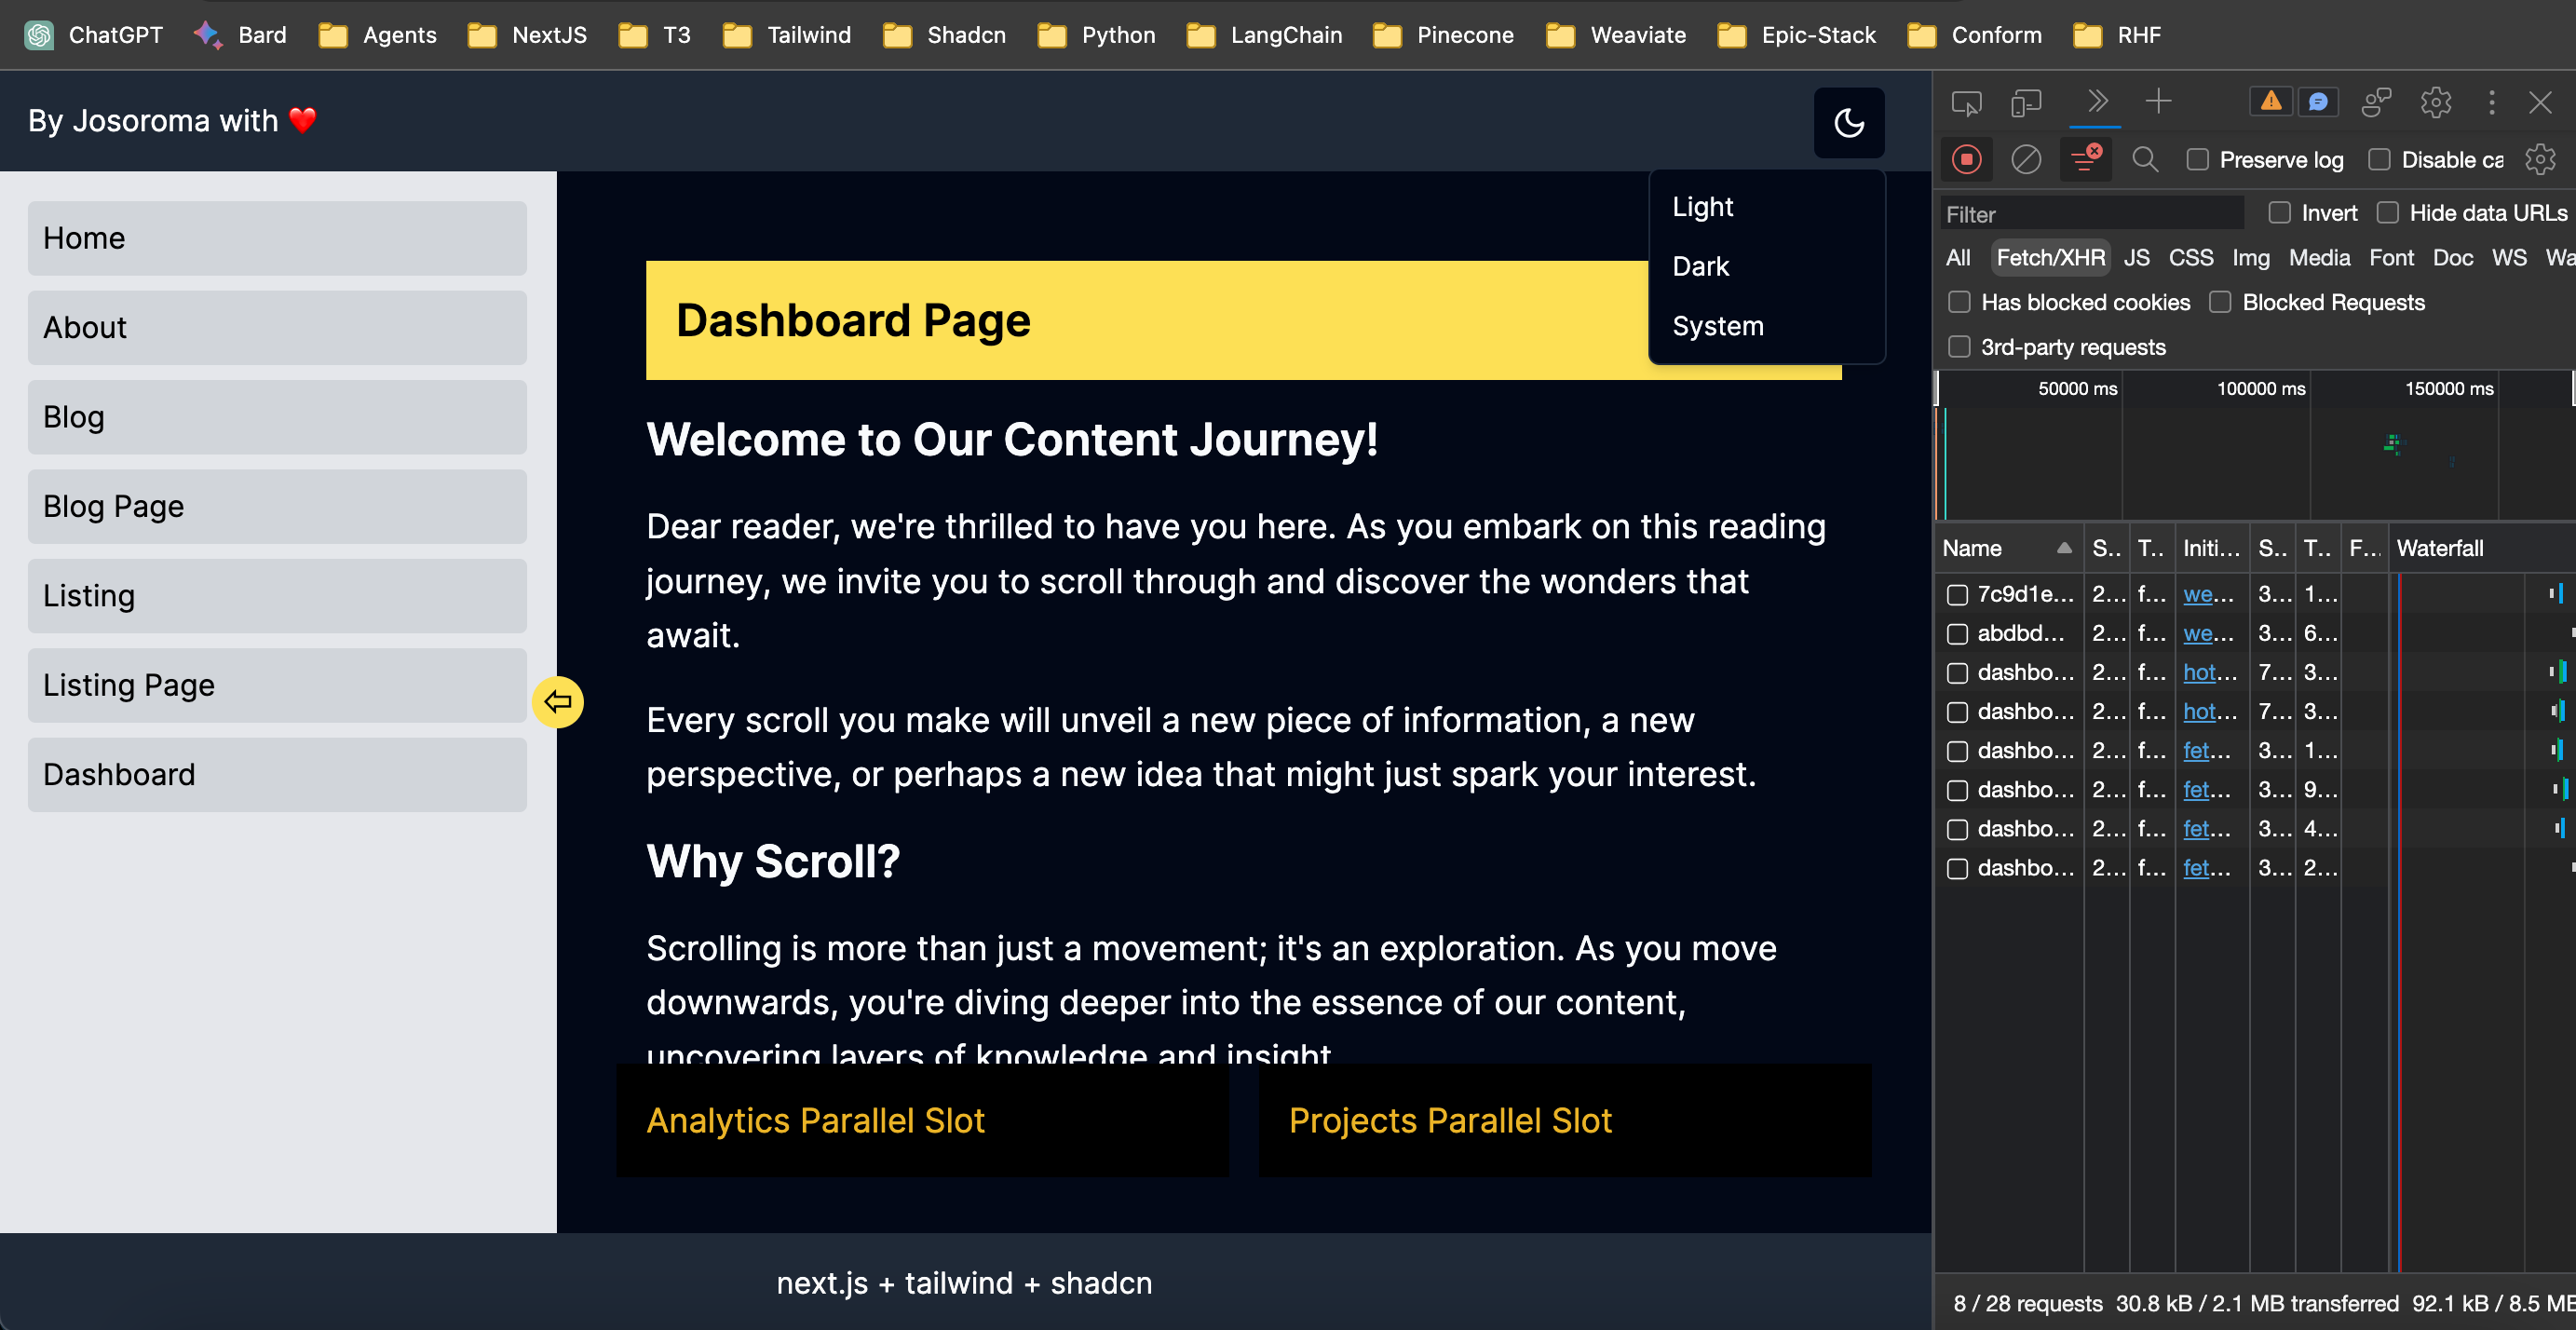 ChatGPT Bard Agents NextJS T3 Tailwind Shadcn Python LangChain Pinecone Weaviate Epic-Stack Conform RHF
By Josoroma with ❤️
Home
About
Blog
Blog Page
Listing
Listing Page
Dashboard
Light
Dark
System
Dashboard Page
Welcome to Our Content Journey!
Dear reader, we're thrilled to have you here. As you embark on this reading
journey, we invite you to scroll through and discover the wonders that
await.
Every scroll you make will unveil a new piece of information, a new
perspective, or perhaps a new idea that might just spark your interest.
Why Scroll?
Scrolling is more than just a movement; it's an exploration. As you move
downwards, you're diving deeper into the essence of our content,
uncovering layers of knowledge and insight
Analytics Parallel Slot
Projects Parallel Slot
next.js + tailwind + shadcn
Preserve log Disable ca
Filter Invert Hide data URLs
All Fetch/XHR JS CSS Img Media Font Doc WS Wa
Has blocked cookies Blocked Requests
3rd-party requests
50000 ms 100000 ms 150000 ms
Name S.. T.. Initi... S.. T.. F... Waterfall
7c9d1e... 2... f... we... 3... 1...
abdbd... 2... f... we... 3... 6...
dashbo... 2... f... hot... 7... 3...
dashbo... 2... f... hot... 7... 3...
dashbo... 2... f... fet... 3... 1...
dashbo... 2... f... fet... 3... 9...
dashbo... 2... f... fet... 3... 4...
dashbo... 2... f... fet... 3... 2...
8 / 28 requests 30.8 kB / 2.1 MB transferred 92.1 kB / 8.5 MB